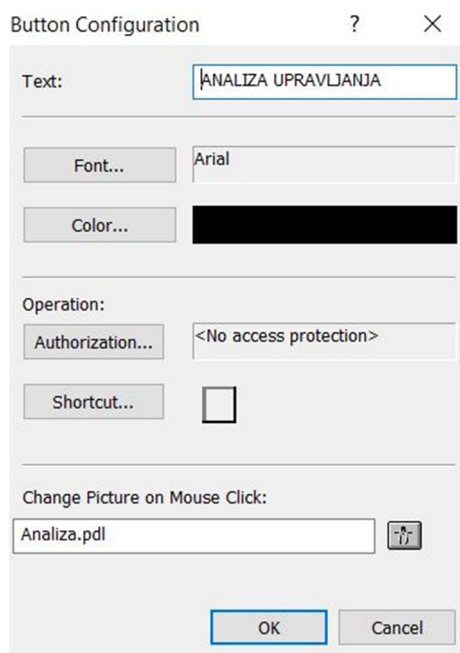 Button Configuration ?
Text: ANALIZA UPRAVLJANJA
Font... Arial
Color...
Operation:
Authorization... <No access protection>
Shortcut...
Change Picture on Mouse Click:
Analiza.pdl
OK Cancel